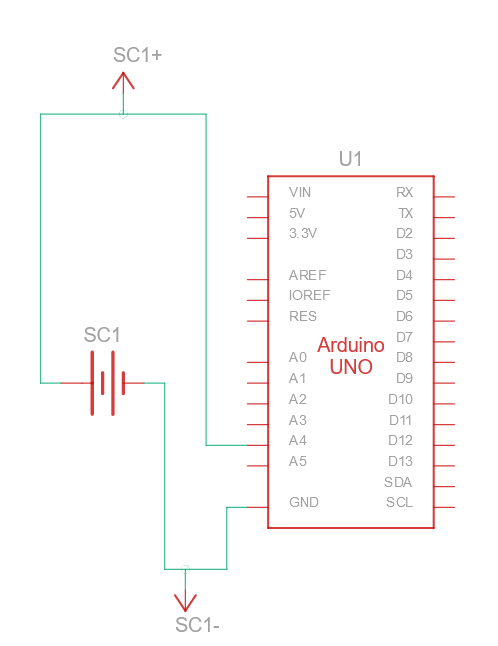 SC1+
U1
VIN
RX
5V
TX
3.3V
D2
D3
AREF
D4
IOREF
D5
RES
D6
SC1
D7
Arduino
UNO
A0
D8
A1
D9
A2
D10
A3
D11
A4
D12
A5
D13
SDA
GND
SCL
SC1-